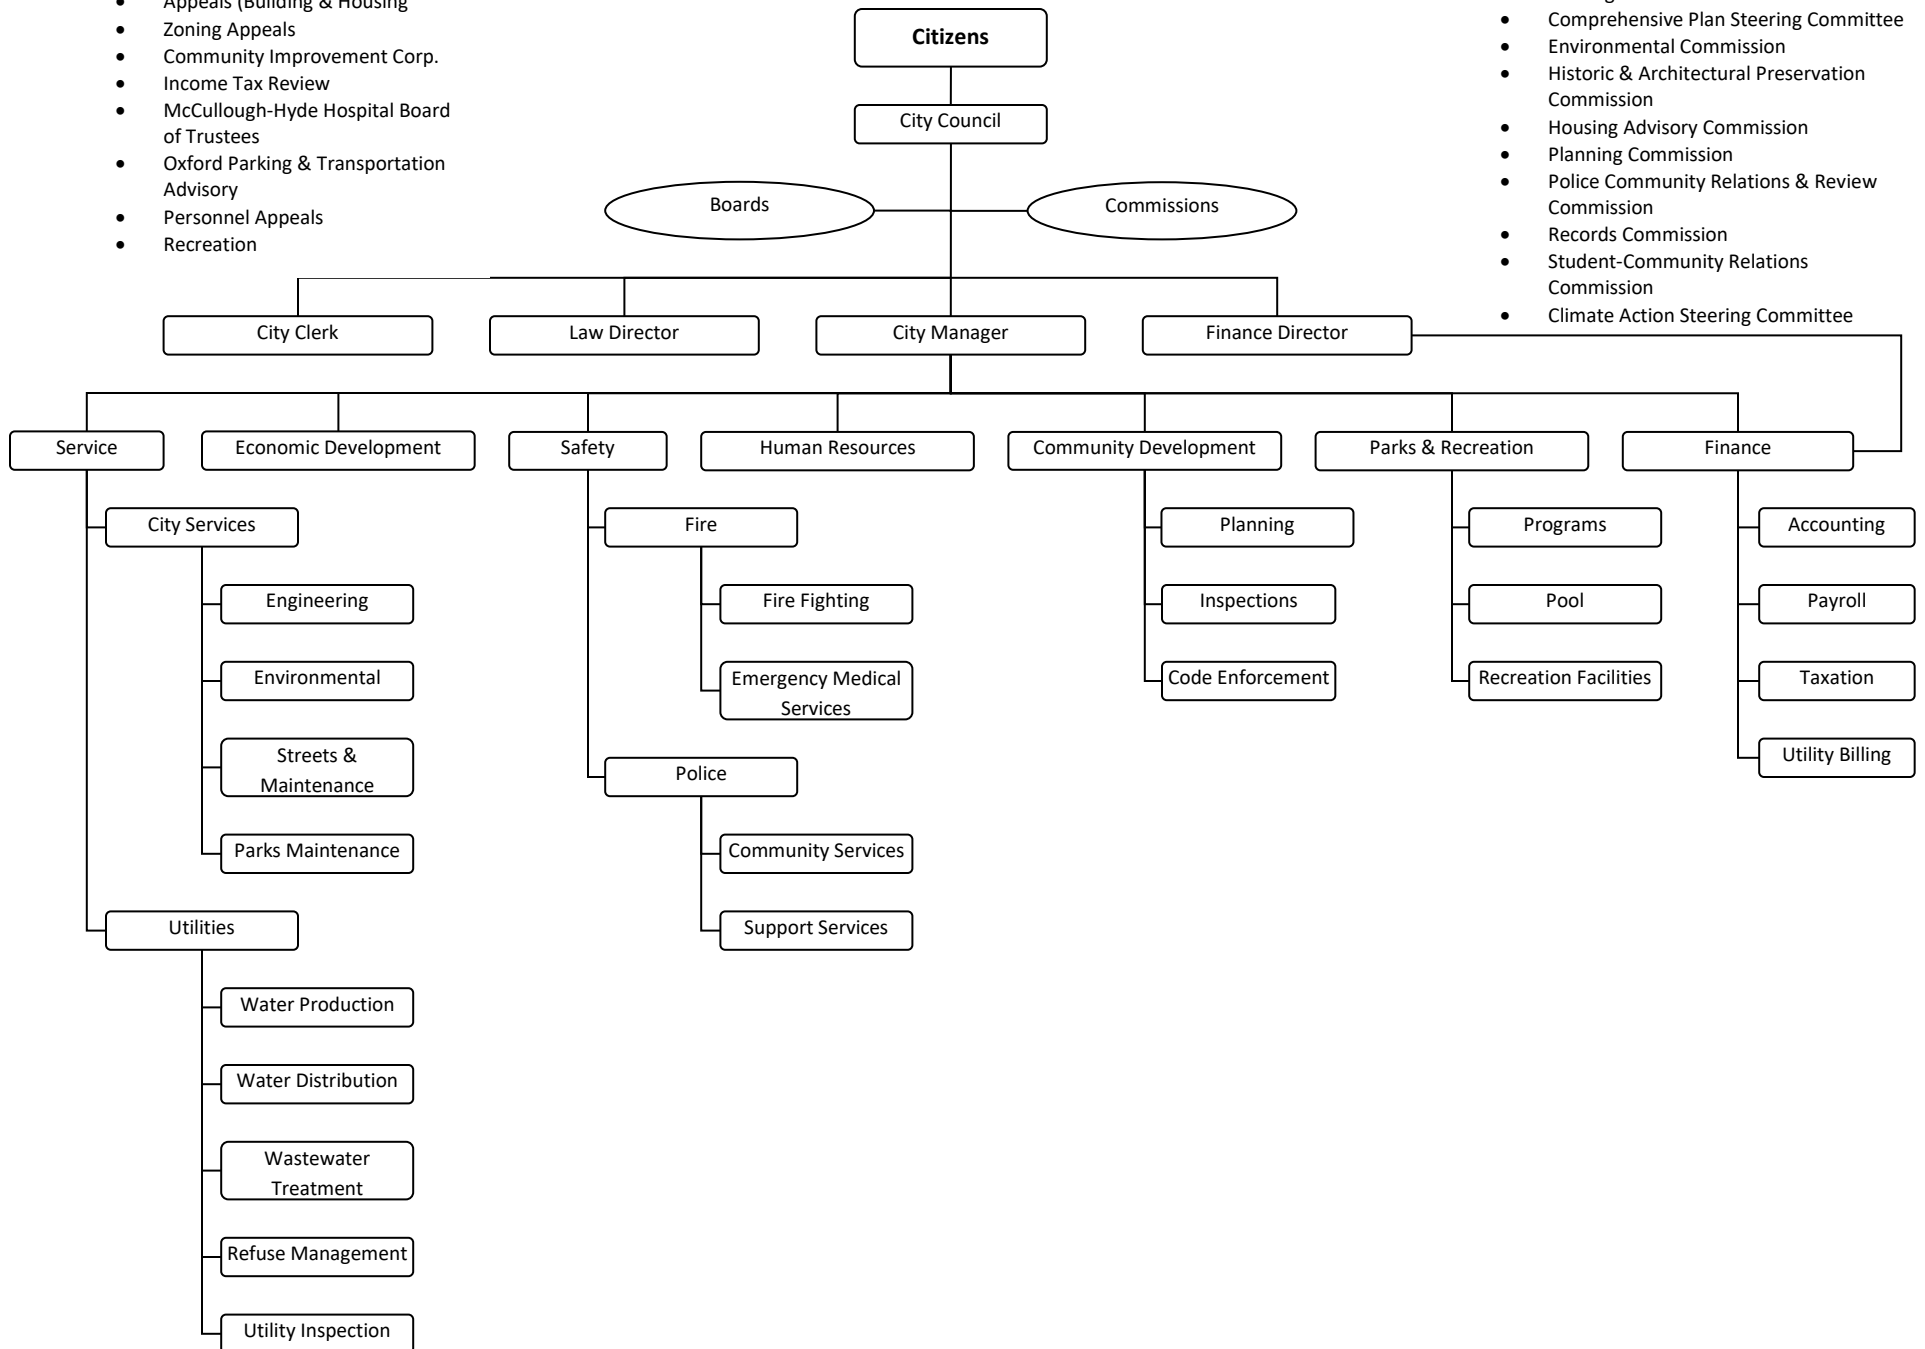 Appeals (Building & Housing
Zoning Appeals
Community Improvement Corp.
Income Tax Review
McCullough-Hyde Hospital Board
of Trustees
Oxford Parking & Transportation
Advisory
Personnel Appeals
Recreation
Citizens
City Council
Boards
Commissions
Comprehensive Plan Steering Committee
Environmental Commission
Historic & Architectural Preservation
Commission
Housing Advisory Commission
Planning Commission
Police Community Relations & Review
Commission
Records Commission
Student-Community Relations
Commission
Climate Action Steering Committee
City Clerk
Law Director
City Manager
Finance Director
Service
Economic Development
Safety
Human Resources
Community Development
Parks & Recreation
Finance
City Services
Engineering
Environmental
Streets &
Maintenance
Parks Maintenance
Utilities
Water Production
Water Distribution
Wastewater
Treatment
Refuse Management
Utility Inspection
Fire
Fire Fighting
Emergency Medical
Services
Police
Community Services
Support Services
Planning
Inspections
Code Enforcement
Programs
Pool
Recreation Facilities
Accounting
Payroll
Taxation
Utility Billing